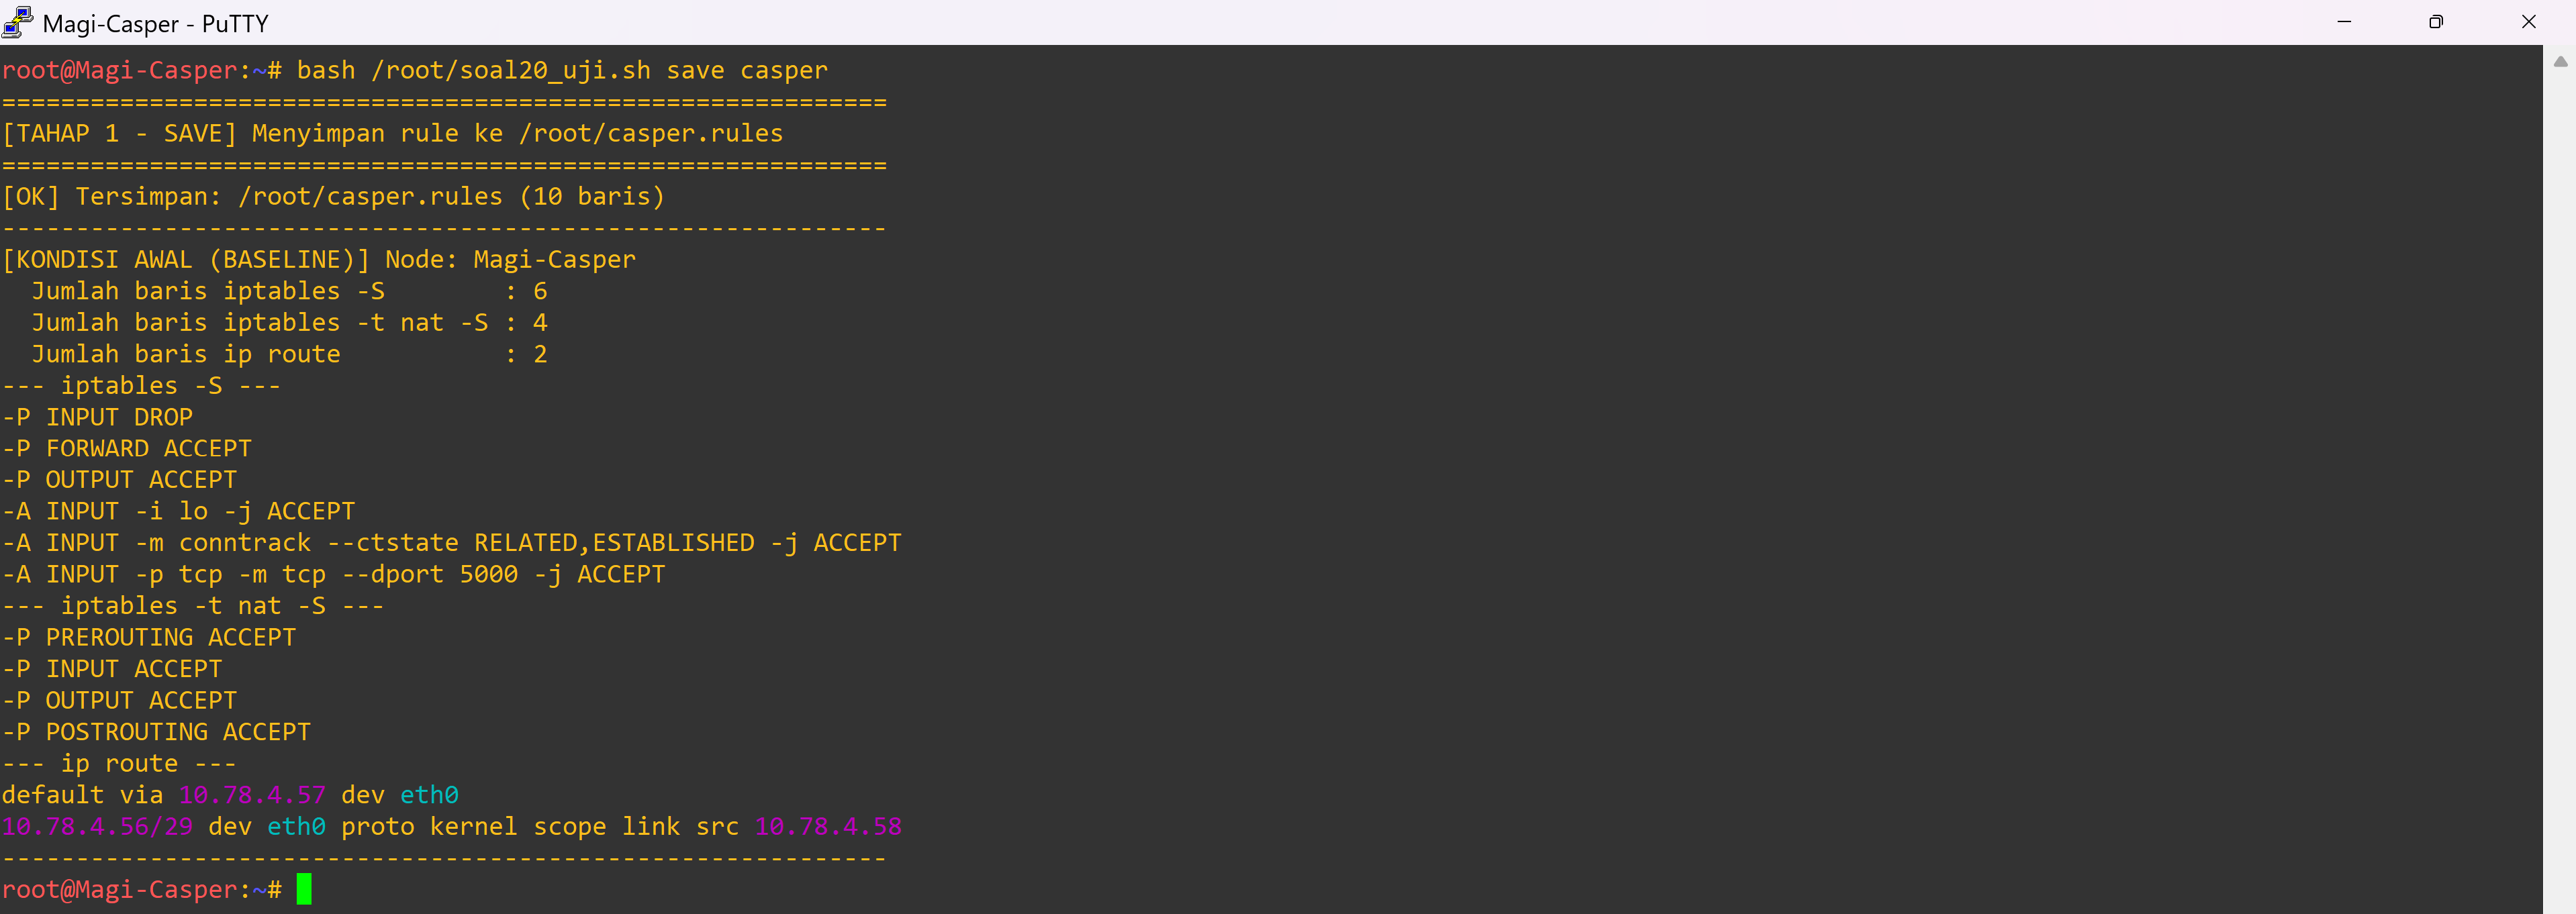 Magi-Casper - PuTTY
root@Magi-Casper:~# bash /root/soal20_uji.sh save casper
============================================================
[TAHAP 1 - SAVE] Menyimpan rule ke /root/casper.rules
============================================================
[OK] Tersimpan: /root/casper.rules (10 baris)
------------------------------------------------------------
[KONDISI AWAL (BASELINE)] Node: Magi-Casper
  Jumlah baris iptables -S        : 6
  Jumlah baris iptables -t nat -S : 4
  Jumlah baris ip route           : 2
--- iptables -S ---
-P INPUT DROP
-P FORWARD ACCEPT
-P OUTPUT ACCEPT
-A INPUT -i lo -j ACCEPT
-A INPUT -m conntrack --ctstate RELATED,ESTABLISHED -j ACCEPT
-A INPUT -p tcp -m tcp --dport 5000 -j ACCEPT
--- iptables -t nat -S ---
-P PREROUTING ACCEPT
-P INPUT ACCEPT
-P OUTPUT ACCEPT
-P POSTROUTING ACCEPT
--- ip route ---
default via 10.78.4.57 dev eth0
10.78.4.56/29 dev eth0 proto kernel scope link src 10.78.4.58
------------------------------------------------------------
root@Magi-Casper:~#